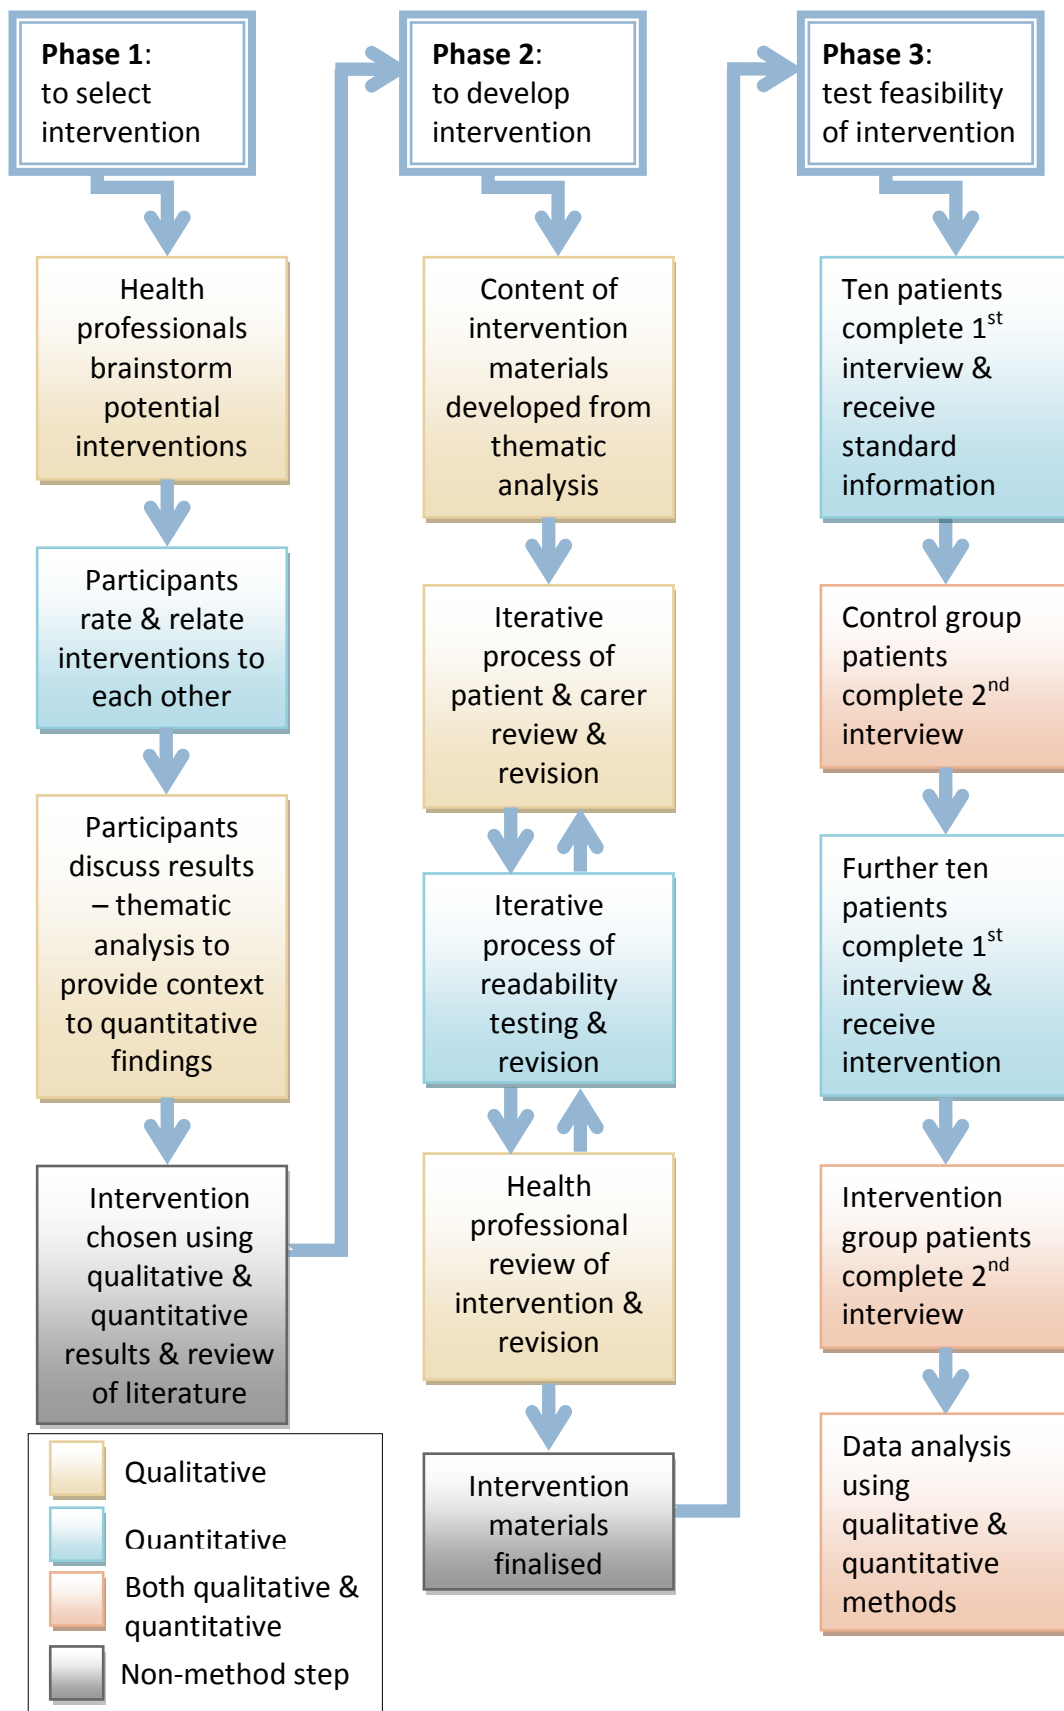 Phase 1:
to select
intervention
Health
professionals
brainstorm
potential
interventions
Participants
rate & relate
interventions to
each other
Participants
discuss results
– thematic
analysis to
provide context
to quantitative
findings
Intervention
chosen using
qualitative &
quantitative
results & review
of literature
Phase 2:
to develop
intervention
Content of
intervention
materials
developed from
thematic
analysis
Iterative
process of
patient & carer
review &
revision
Iterative
process of
readability
testing &
revision
Health
professional
review of
intervention &
revision
Intervention
materials
finalised
Phase 3:
test feasibility
of intervention
Ten patients
complete 1st
interview &
receive
standard
information
Control group
patients
complete 2nd
interview
Further ten
patients
complete 1st
interview &
receive
intervention
Intervention
group patients
complete 2nd
interview
Data analysis
using
qualitative &
quantitative
methods
Qualitative
Quantitative
Both qualitative &
quantitative
Non-method step